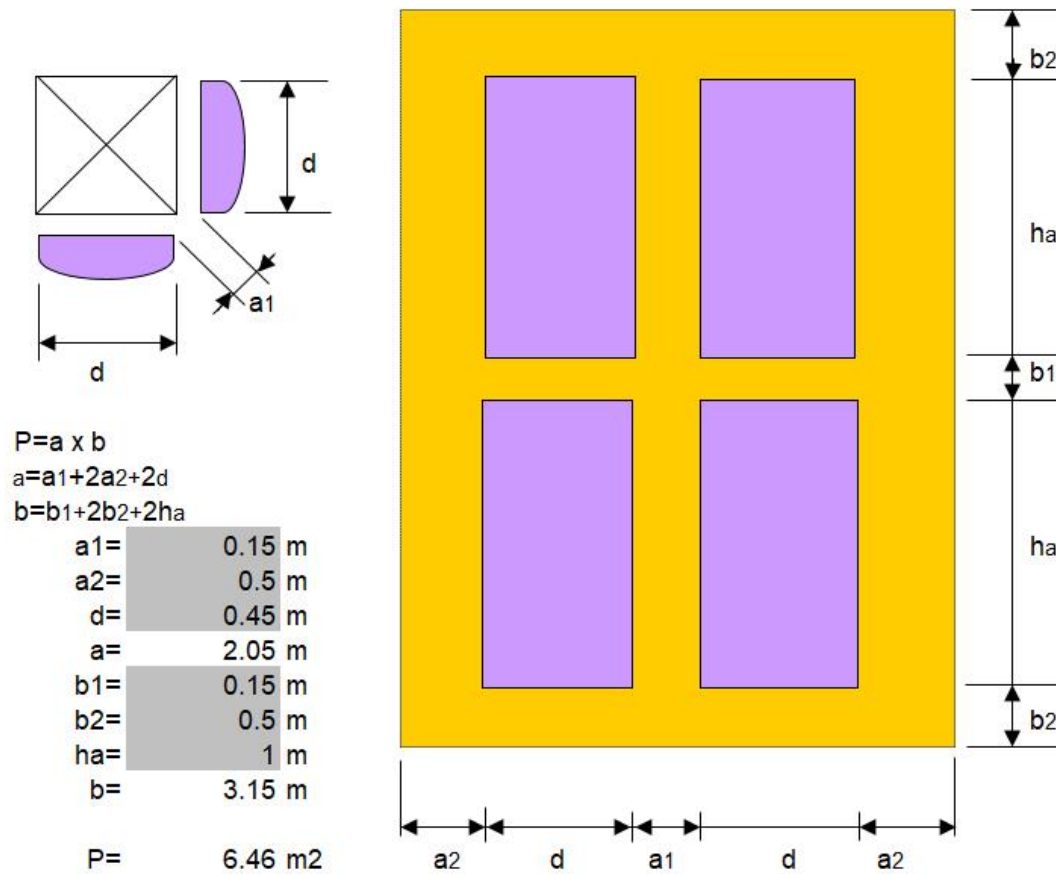 d
a1
d
P=a x b
a=a1+2a2+2d
b=b1+2b2+2ha
a1= 0.15 m
a2= 0.5 m
d= 0.45 m
a= 2.05 m
b1= 0.15 m
b2= 0.5 m
ha= 1 m
b= 3.15 m
P= 6.46 m2
b2
ha
b1
ha
b2
a2 d a1 d a2